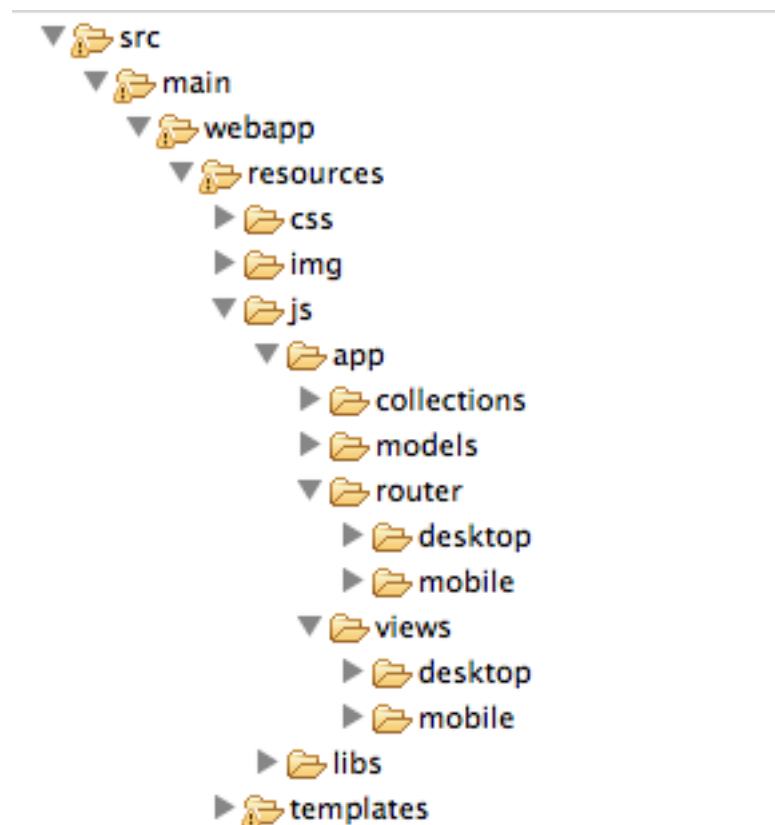 src
main
webapp
resources
css
img
js
app
collections
models
router
desktop
mobile
views
desktop
mobile
libs
templates